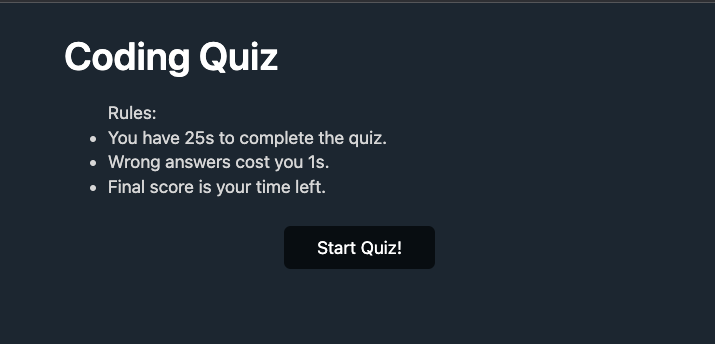 Coding Quiz
Rules:
• You have 25s to complete the quiz.
• Wrong answers cost you 1s.
• Final score is your time left.
Start Quiz!